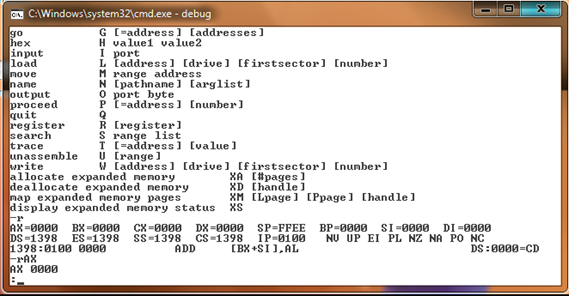 C:\Windows\system32\cmd.exe - debug
go G [=address] [addresses]
hex H value1 value2
input I port
load L [address] [drive] [firstsector] [number]
move M range address
name N [pathname] [arglist]
output O port byte
proceed P [=address] [number]
quit Q
register R [register]
search S range list
trace T [=address] [value]
unassemble U [range]
write W [address] [drive] [firstsector] [number]
allocate expanded memory XA [#pages]
deallocate expanded memory XD [handle]
map expanded memory pages XM [Lpage] [Ppage] [handle]
display expanded memory status XS
-r
AX=0000 BX=0000 CX=0000 DX=0000 SP=FFEE BP=0000 SI=0000 DI=0000
DS=1398 ES=1398 SS=1398 CS=1398 IP=0100 NV UP EI PL NZ NA PO NC
1398:0100 0000 ADD [BX+SI],AL DS:0000=CD
-rAX
AX 0000
:_